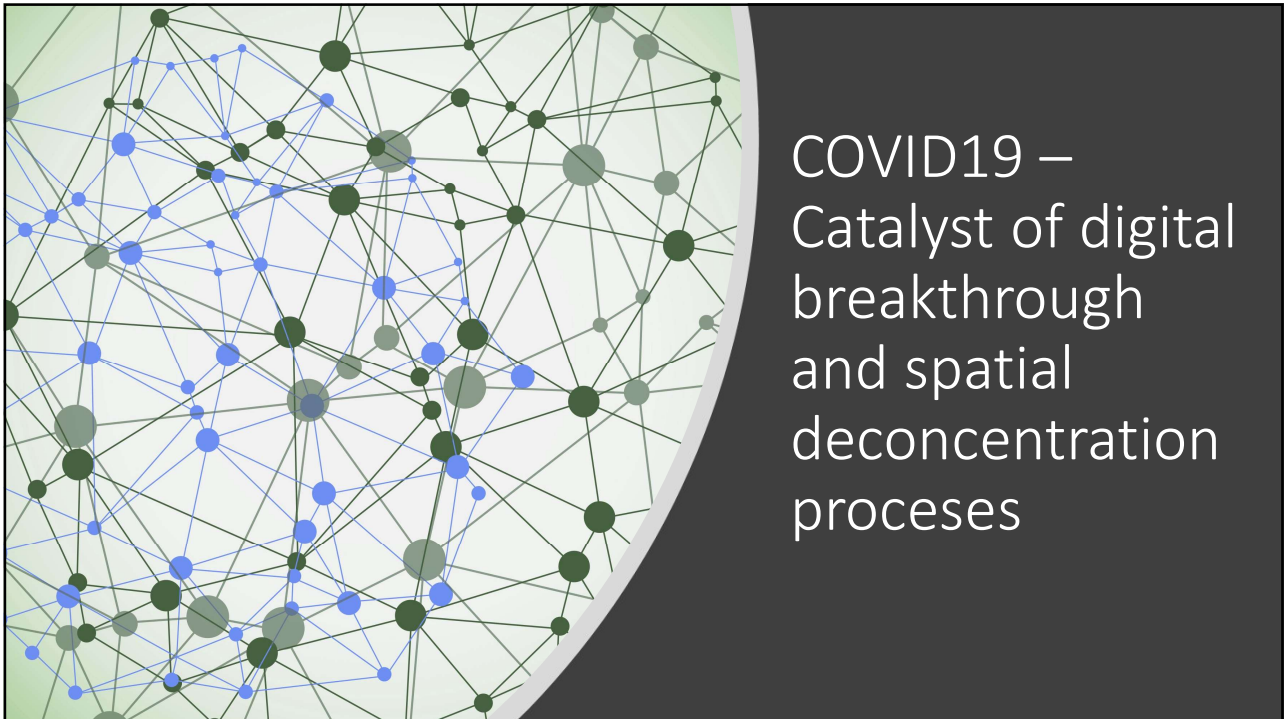 COVID19 –
Catalyst of digital
breakthrough
and spatial
deconcentration
proceses